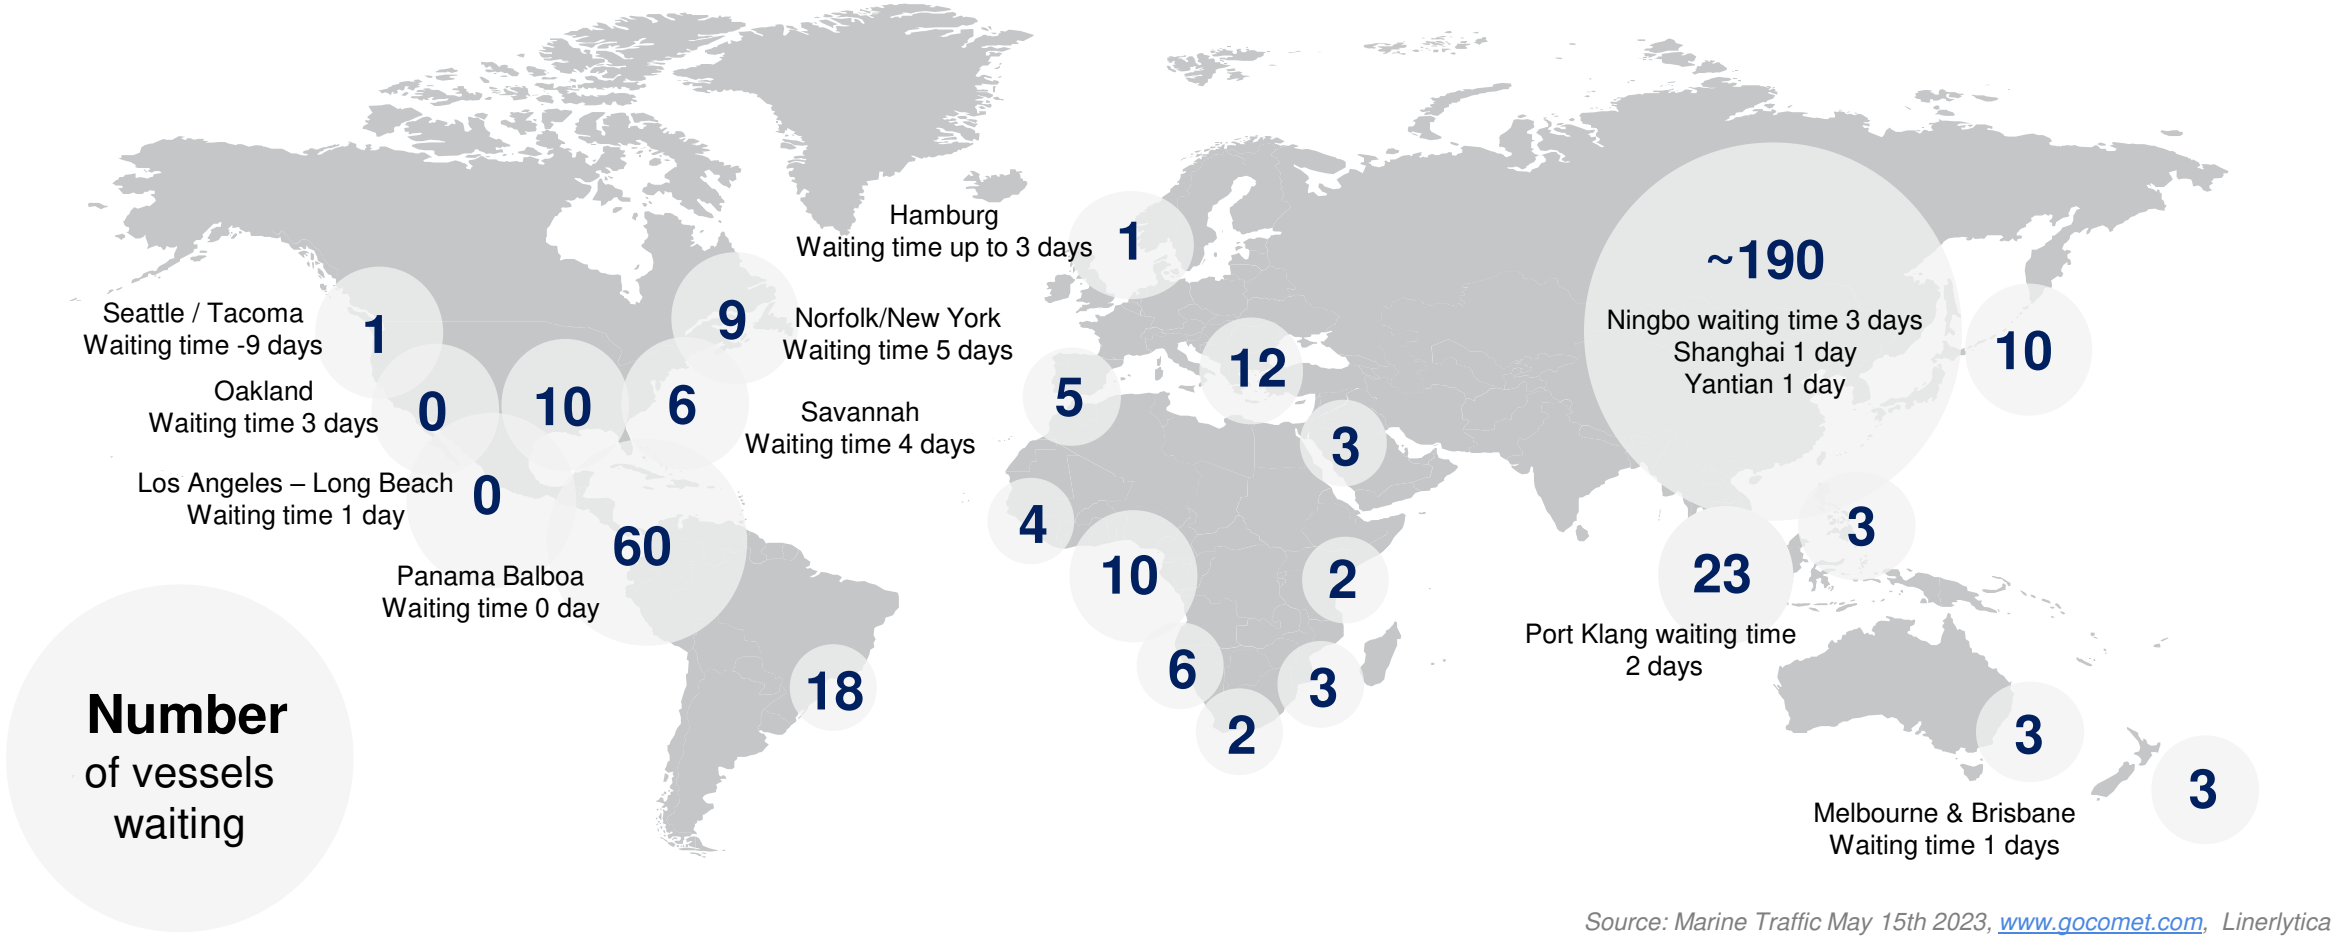 Hamburg
Waiting time up to 3 days
1
~190
Ningbo waiting time 3 days
Shanghai 1 day
Yantian 1 day
10
Seattle / Tacoma
Waiting time -9 days
1
9
Norfolk/New York
Waiting time 5 days
12
5
Oakland
Waiting time 3 days
0
10
6
Savannah
Waiting time 4 days
3
Los Angeles – Long Beach
Waiting time 1 day
0
60
4
10
2
3
23
Port Klang waiting time
2 days
Panama Balboa
Waiting time 0 day
18
6
3
2
3
3
Melbourne & Brisbane
Waiting time 1 days
Number
of vessels
waiting
Source: Marine Traffic May 15th 2023, www.gocomet.com, Linerlytica